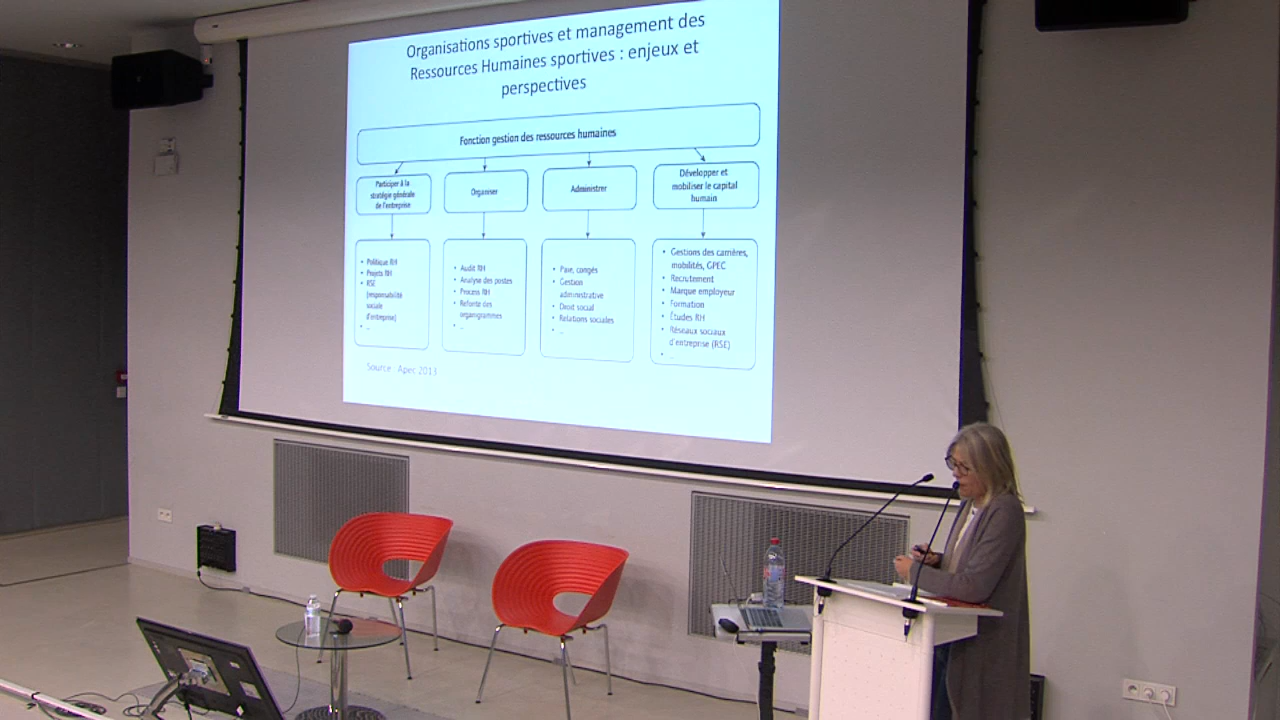 Organisations sportives et management des
Ressources Humaines sportives : enjeux et
perspectives
Fonction gestion des ressources humaines
Participer à la
stratégie générale
de l'entreprise
Organiser
Administrer
Développer et
mobiliser le capital
humain
• Politique RH
• Projets RH
• RSE
(responsabilité
sociale
d'entreprise)
• ...
• Audit RH
• Analyse des postes
• Process RH
• Refonte des
organigrammes
• ...
• Paie, congés
• Gestion
administrative
• Droit social
• Relations sociales
• ...
• Gestions des carrières,
mobilités, GPEC
• Recrutement
• Marque employeur
• Formation
• Études RH
• Réseaux sociaux
d'entreprise (RSE)
• ...
Source : Apec 2013